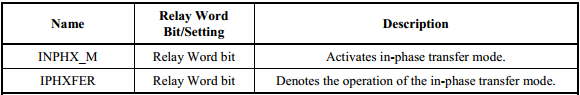 Name Relay Word Bit/Setting Description
INPHX_M Relay Word bit Activates in-phase transfer mode.
IPHXFER Relay Word bit Denotes the operation of the in-phase transfer mode.